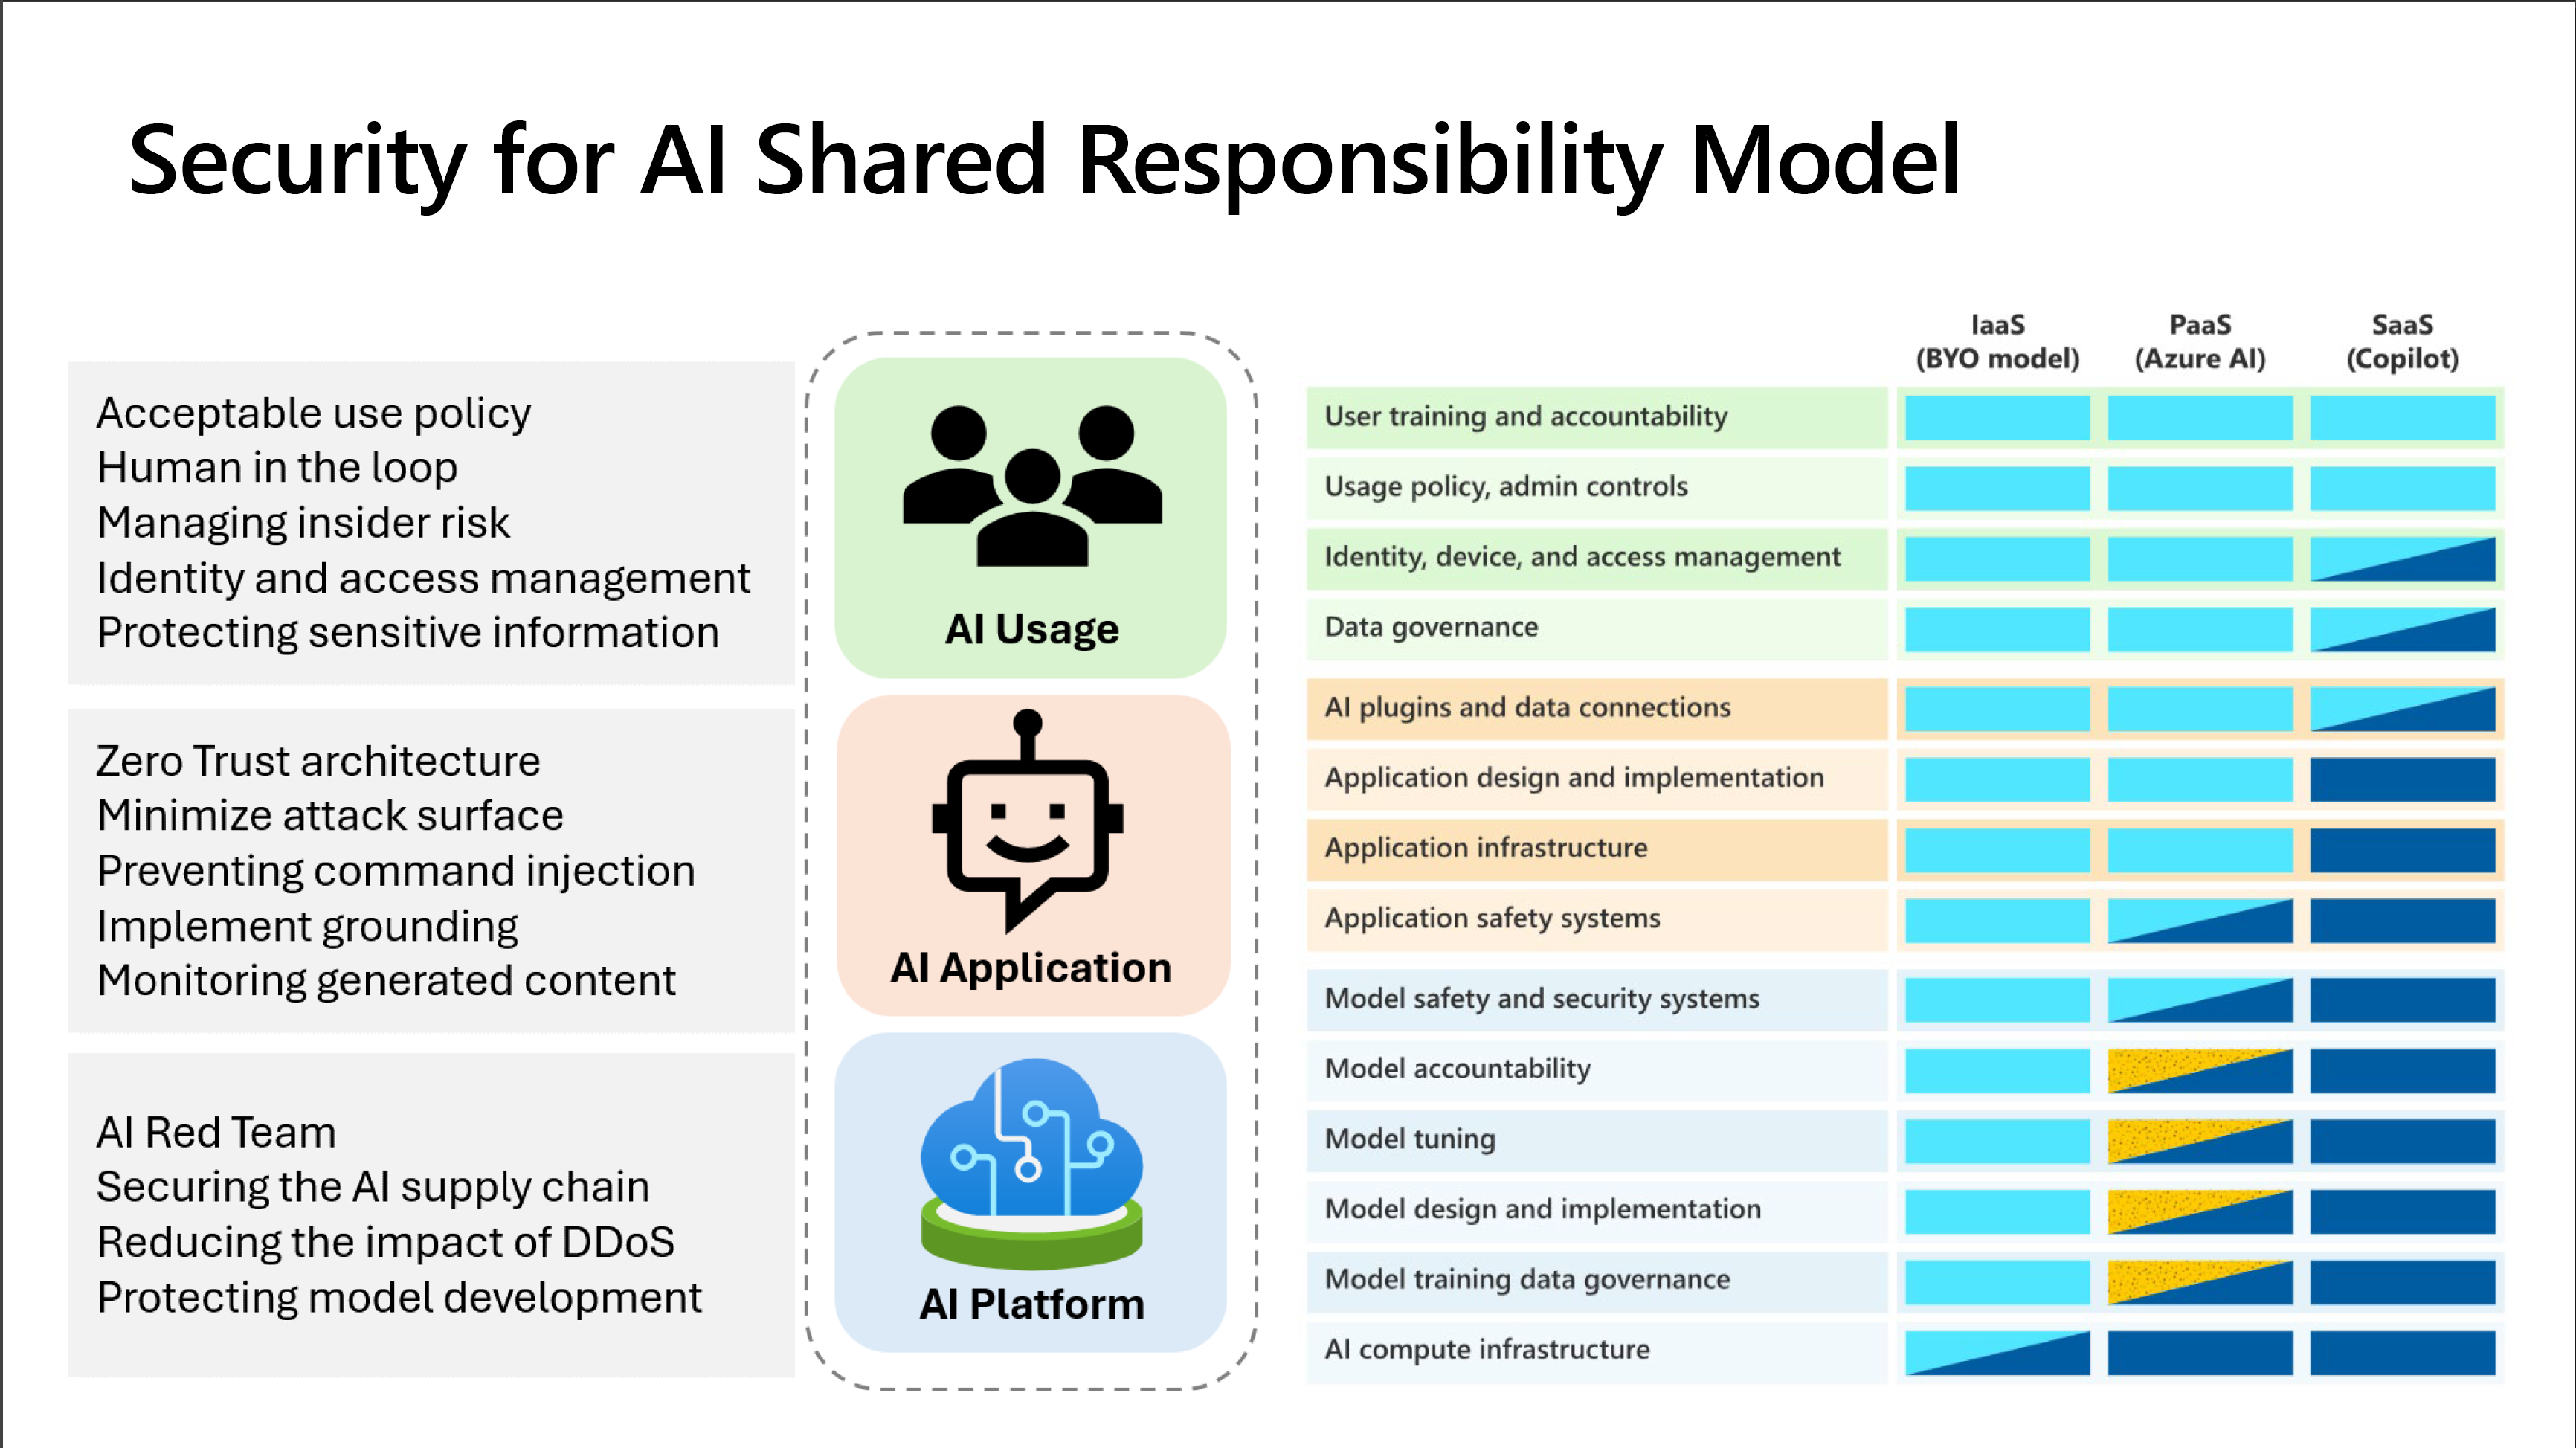 Security for AI Shared Responsibility Model
Acceptable use policy
Human in the loop
Managing insider risk
Identity and access management
Protecting sensitive information
Zero Trust architecture
Minimize attack surface
Preventing command injection
Implement grounding
Monitoring generated content
AI Red Team
Securing the AI supply chain
Reducing the impact of DDoS
Protecting model development
AI Usage
AI Application
AI Platform
IaaS
(BYO model)
PaaS
(Azure AI)
SaaS
(Copilot)
User training and accountability
Usage policy, admin controls
Identity, device, and access management
Data governance
AI plugins and data connections
Application design and implementation
Application infrastructure
Application safety systems
Model safety and security systems
Model accountability
Model tuning
Model design and implementation
Model training data governance
AI compute infrastructure